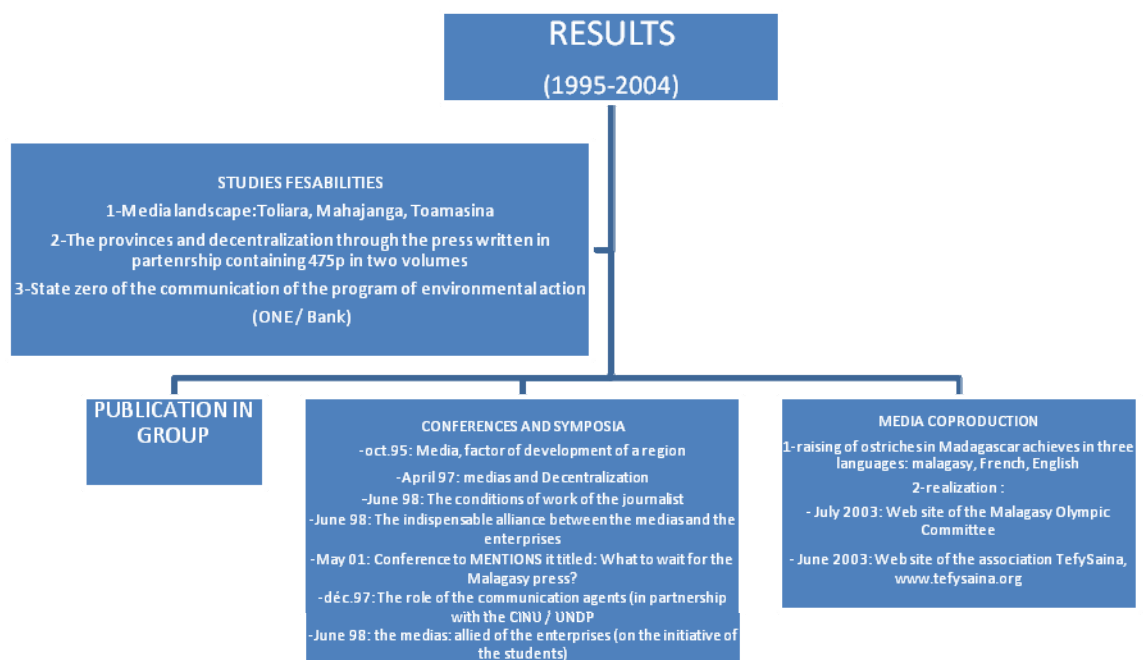 RESULTS
(1995-2004)
STUDIES FESABILITIES
1-Media landscape:Toliara, Mahajanga, Toamasina
2-The provinces and decentralization through the press written in
partenrship containing 475p in two volumes
3-State zero of the communication of the program of environmental action
(ONE / Bank)
PUBLICATION IN
GROUP
CONFERENCES AND SYMPOSIA
-oct.95: Media, factor of development of a region
-April 97: medias and Decentralization
-June 98: The conditions of work of the journalist
-June 98: The indispensable alliance between the medias and the
enterprises
-May 01: Conference to MENTIONS it titled: What to wait for the
Malagasy press?
-déc.97: The role of the communication agents (in partnership
with the CINU / UNDP
-June 98: the medias: allied of the enterprises (on the initiative of
the students)
MEDIA COPRODUCTION
1-raising of ostriches in Madagascar achieves in three
languages: malagasy, French, English
2-realization :
- July 2003: Web site of the Malagasy Olympic
Committee
- June 2003: Web site of the association TefySaina,
www.tefysaina.org